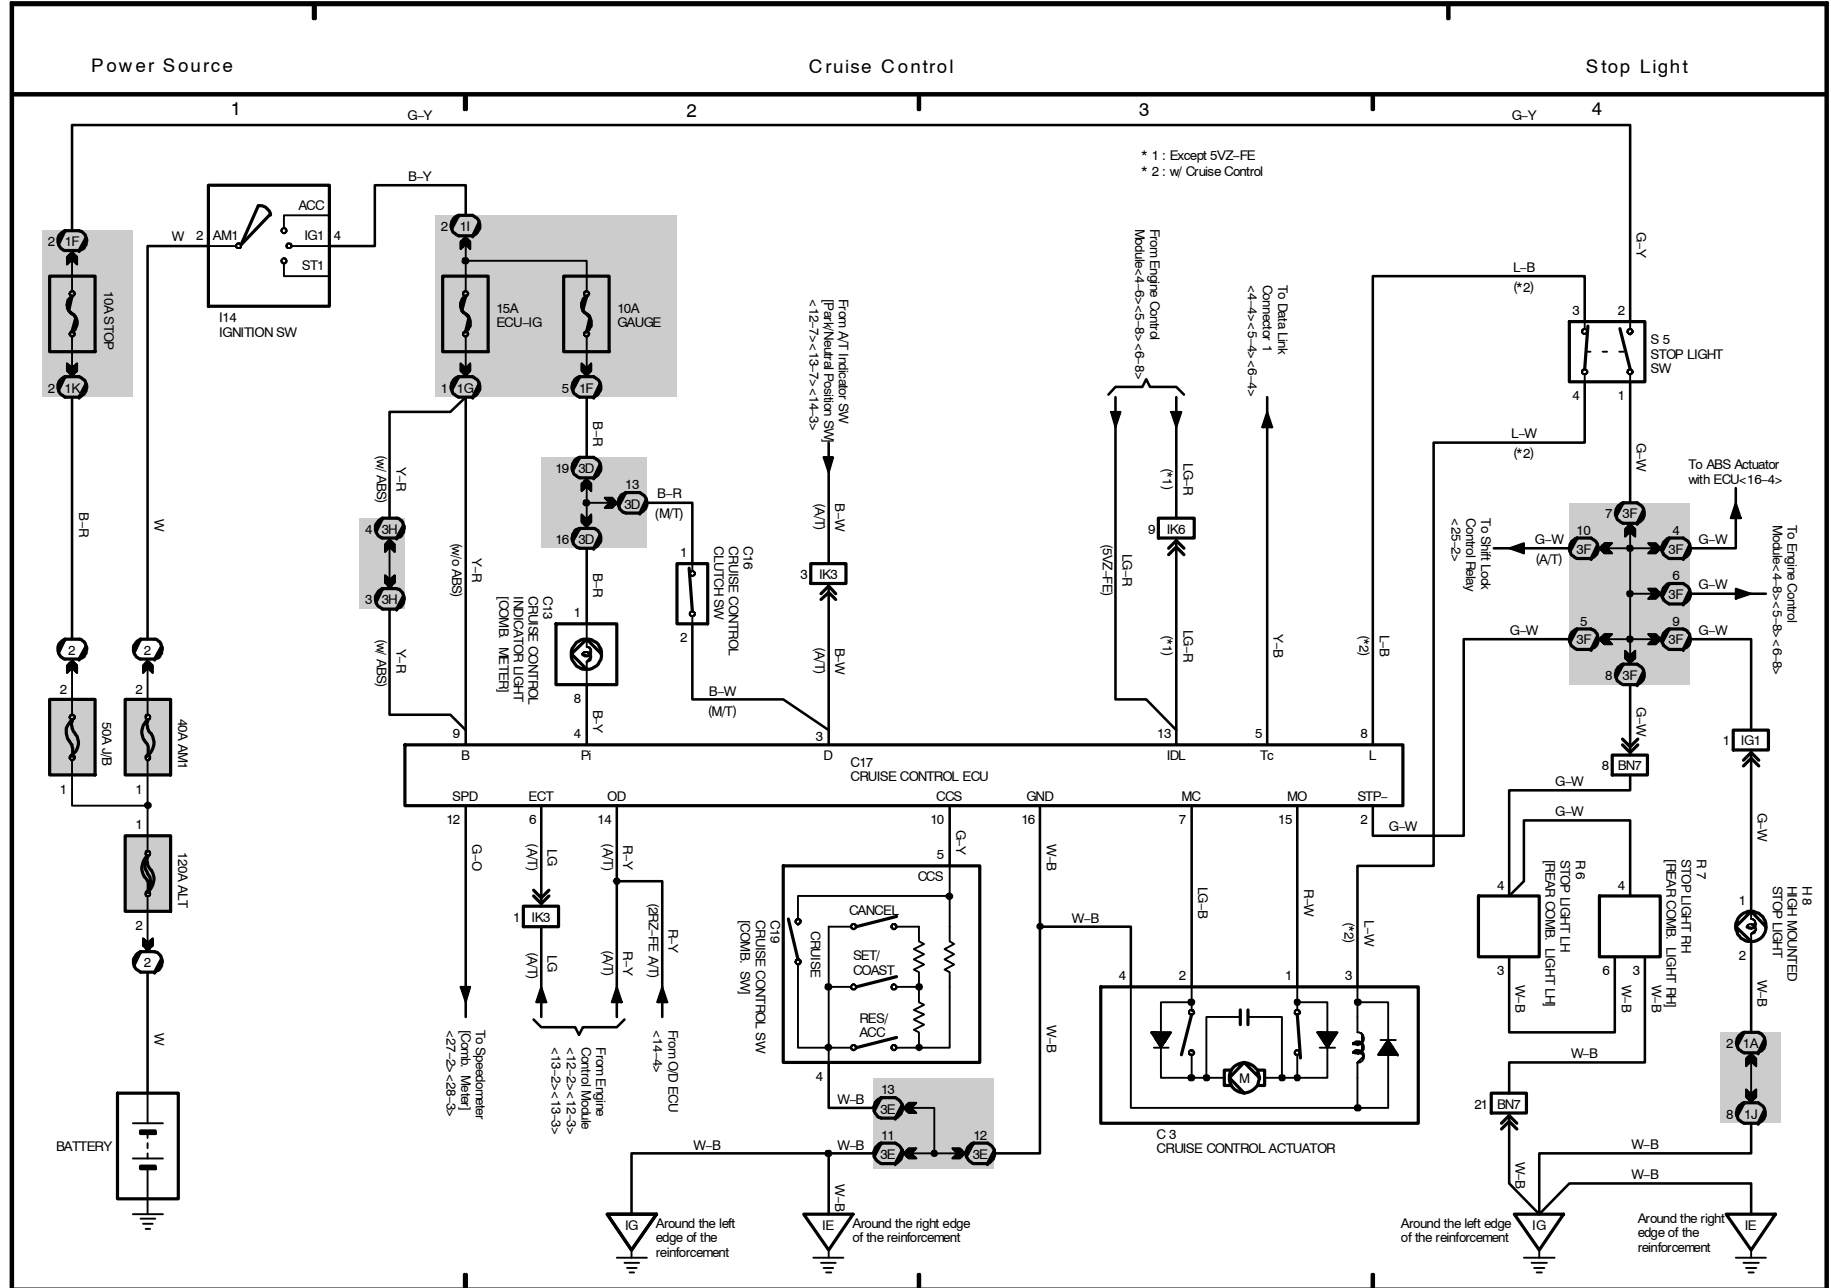 Power Source
Cruise Control
Stop Light
1
2
3
4
G–Y
G–Y
* 1 : Except 5VZ–FE
* 2 : w/ Cruise Control
B–Y
ACC
W 2 AM1
IG1 4
ST1
I14
IGNITION SW
2 1F
10A STOP
2 1K
B–R
W
2
2
2
2
50A J/B
40A AM1
1
1
1
120A ALT
2
2
W
BATTERY
2 1I
15A
ECU–IG
10A
GAUGE
1 1G
5 1F
Y–R
(w/ ABS)
4 3H
3 3H
Y–R
(w/ ABS)
Y–R
(w/o ABS)
B–R
19 3D
13
3D
B–R
(M/T)
16 3D
B–R
1
C13
CRUISE CONTROL
INDICATOR LIGHT
[COMB. METER]
8
B–Y
1
C16
CRUISE CONTROL
CLUTCH SW
2
B–W
(M/T)
From A/T Indicator SW
[Park/Neutral Position SW]
<12–7><13–7><14–3>
B–W
(A/T)
3 IK3
B–W
(A/T)
From Engine Control
Module<4–6><5–8><6–8>
LG–R
(*1)
9 IK6
LG–R
(5VZ–FE)
LG–R
(*1)
To Data Link
Connector 1
<4–4><5–4><6–4>
Y–B
L–B
(*2)
L–B
(*2)
G–Y
3
2
S 5
STOP LIGHT
SW
4
1
L–W
(*2)
G–W
To ABS Actuator
with ECU<16–4>
7 3F
10
3F
4
3F
G–W
(A/T)
G–W
To Shift Lock
Control Relay
<25–2>
6
3F
G–W
To Engine Control
Module<4–8><5–8><6–8>
5
3F
9
3F
G–W
G–W
8 3F
G–W
8 BN7
1 IG1
G–W
G–W
G–W
9
4
3
13
5
8
B
Pi
D
IDL
Tc
L
C17
CRUISE CONTROL ECU
SPD
ECT
OD
CCS
GND
MC
MO
STP–
12
6
14
10
16
7
15
2
G–W
G–O
LG
(A/T)
1 IK3
LG
(A/T)
R–Y
(A/T)
R–Y
(A/T)
R–Y
(2RZ–FE A/T)
To Speedometer
[Comb. Meter]
<27–2><28–3>
From Engine
Control Module
<12–2><12–3>
<13–2><13–3>
From O/D ECU
<14–4>
G–Y
5
CCS
CANCEL
SET/
COAST
RES/
ACC
CRUISE
C19
CRUISE CONTROL SW
[COMB. SW]
4
W–B
13
3E
11
3E
12
3E
W–B
W–B
W–B
W–B
W–B
W–B
LG–B
R–W
L–W
(*2)
4
2
1
3
M
C 3
CRUISE CONTROL ACTUATOR
IG
Around the left
edge of the
reinforcement
IE
Around the right edge
of the reinforcement
4
R 6
STOP LIGHT LH
[REAR COMB. LIGHT LH]
3
W–B
4
R 7
STOP LIGHT RH
[REAR COMB. LIGHT RH]
6
3
W–B
W–B
1
H 8
HIGH MOUNTED
STOP LIGHT
2
W–B
2 1A
8 1J
W–B
21 BN7
W–B
W–B
W–B
Around the left edge
of the reinforcement
IG
Around the right
edge of the
reinforcement
IE